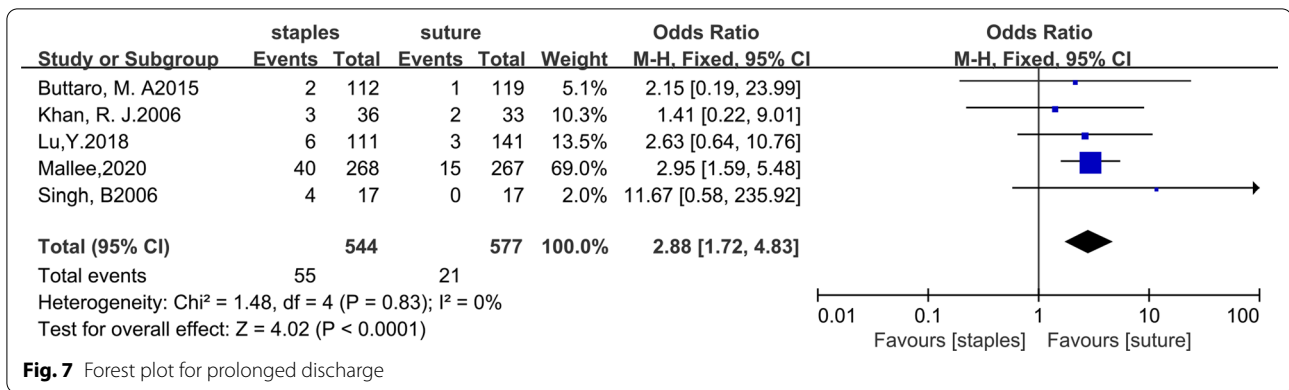 staples suture Odds Ratio Odds Ratio
Study or Subgroup Events Total Events Total Weight M-H, Fixed, 95% CI M-H, Fixed, 95% CI
Buttaro, M. A2015 2 112 1 119 5.1% 2.15 [0.19, 23.99]
Khan, R. J.2006 3 36 2 33 10.3% 1.41 [0.22, 9.01]
Lu,Y.2018 6 111 3 141 13.5% 2.63 [0.64, 10.76]
Mallee,2020 40 268 15 267 69.0% 2.95 [1.59, 5.48]
Singh, B2006 4 17 0 17 2.0% 11.67 [0.58, 235.92]
Total (95% CI) 544 577 100.0% 2.88 [1.72, 4.83]
Total events 55 21
Heterogeneity: Chi² = 1.48, df = 4 (P = 0.83); I² = 0%
Test for overall effect: Z = 4.02 (P < 0.0001)
0.01 0.1 1 10 100
Favours [staples] Favours [suture]
Fig. 7 Forest plot for prolonged discharge